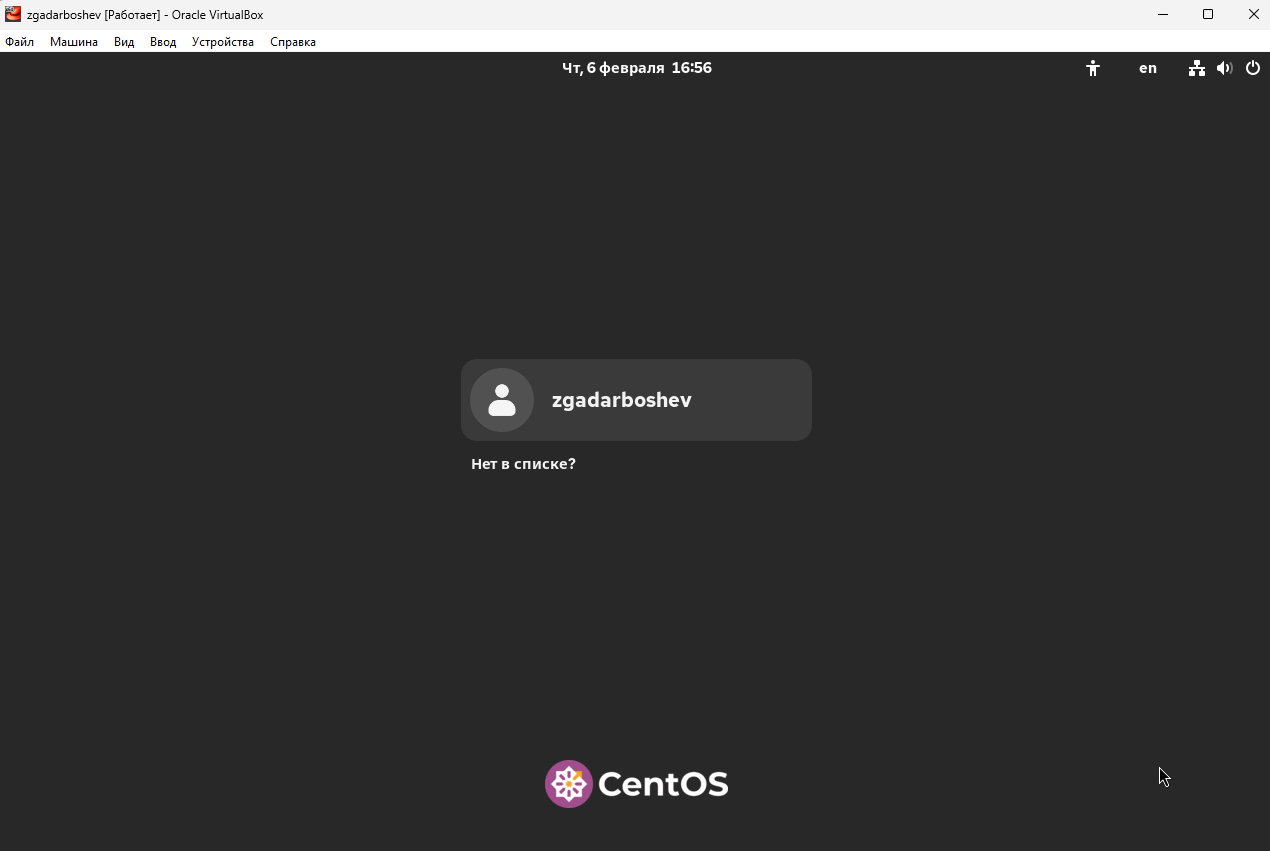 zgadarboshev [Работает] - Oracle VirtualBox
Файл Машина Вид Ввод Устройства Справка
Чт, 6 февраля 16:56
en
zgadarboshev
Нет в списке?
CentOS